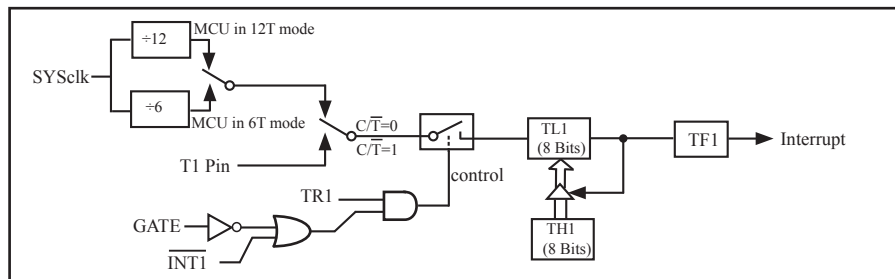 ÷12
MCU in 12T mode
SYSclk
÷6
MCU in 6T mode
C/T̅=0
C/T̅=1
T1 Pin
TL1
(8 Bits)
TF1
Interrupt
control
TR1
GATE
I̅N̅T̅1̅
TH1
(8 Bits)